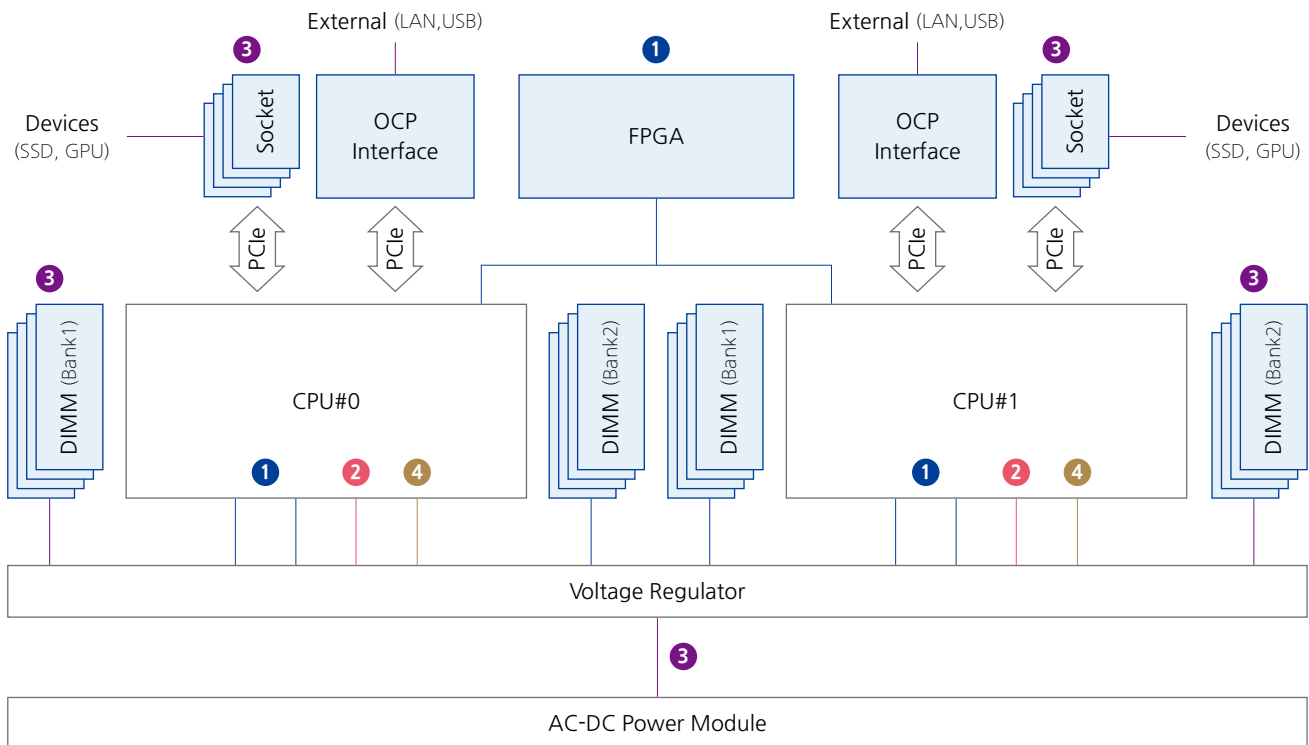 External (LAN,USB)
External (LAN,USB)
3
1
3
Devices
(SSD, GPU)
Socket
OCP
Interface
FPGA
OCP
Interface
Socket
Devices
(SSD, GPU)
PCIe
PCIe
PCIe
PCIe
3
3
DIMM (Bank1)
CPU#0
DIMM (Bank2)
DIMM (Bank1)
CPU#1
DIMM (Bank2)
1
2
4
1
2
4
Voltage Regulator
3
AC-DC Power Module